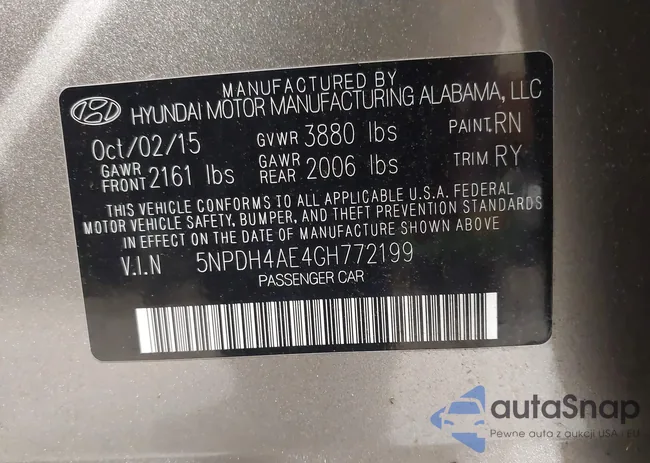 MANUFACTURED BY
HYUNDAI MOTOR MANUFACTURING ALABAMA, LLC
Oct/02/15 GVWR 3880 lbs PAINT.RN
GAWR FRONT 2161 lbs GAWR REAR 2006 lbs TRIM RY
THIS VEHICLE CONFORMS TO ALL APPLICABLE U.S.A. FEDERAL
MOTOR VEHICLE SAFETY, BUMPER, AND THEFT PREVENTION STANDARDS
IN EFFECT ON THE DATE OF MANUFACTURE SHOWN ABOVE
V.I.N 5NPDH4AE4GH772199
PASSENGER CAR
autaSnap
Pewne auta z aukcji USA i EU